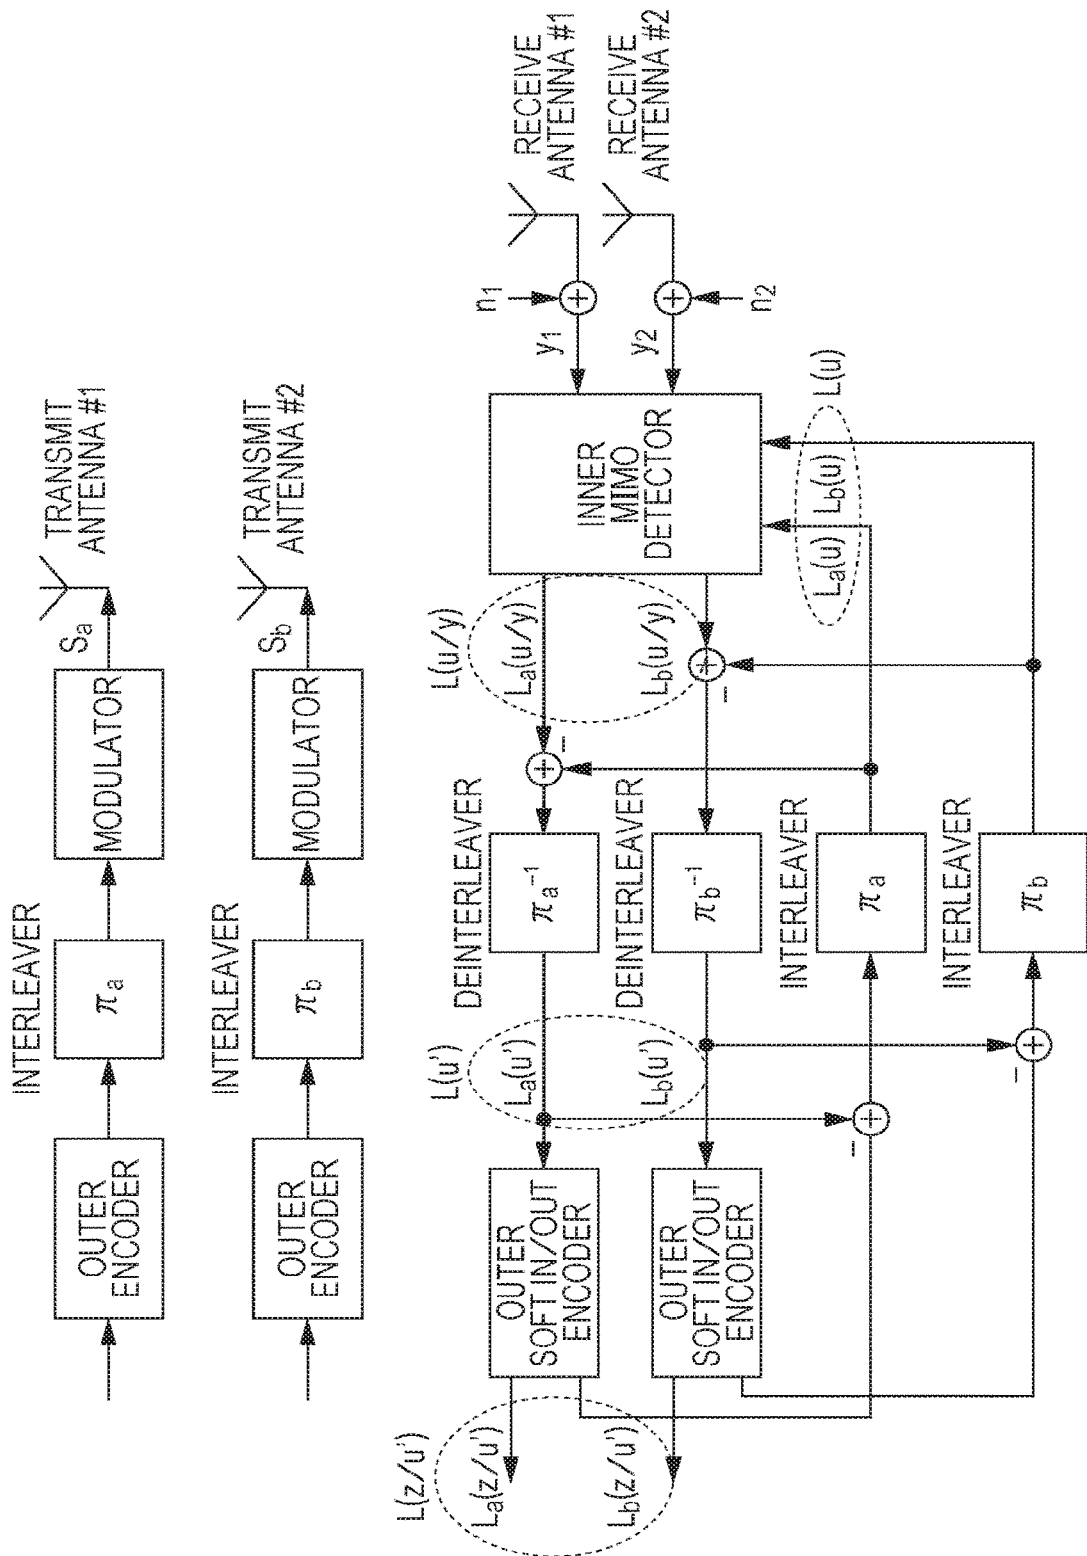 TRANSMIT
ANTENNA #1
INTERLEAVER
OUTER
ENCODER
π_a
MODULATOR
S_a
TRANSMIT
ANTENNA #2
INTERLEAVER
OUTER
ENCODER
π_b
MODULATOR
S_b
RECEIVE
ANTENNA #1
RECEIVE
ANTENNA #2
n_1
y_1
y_2
n_2
INNER
MIMO
DETECTOR
L(u/y)
L_a(u/y)
L_b(u/y)
L_a(u)
L_b(u)
L(u)
−
−
DEINTERLEAVER
π_a^{-1}
DEINTERLEAVER
π_b^{-1}
INTERLEAVER
π_a
INTERLEAVER
π_b
L(u')
L_a(u')
L_b(u')
−
−
OUTER
SOFT IN/OUT
ENCODER
OUTER
SOFT IN/OUT
ENCODER
L(z/u')
L_a(z/u')
L_b(z/u')